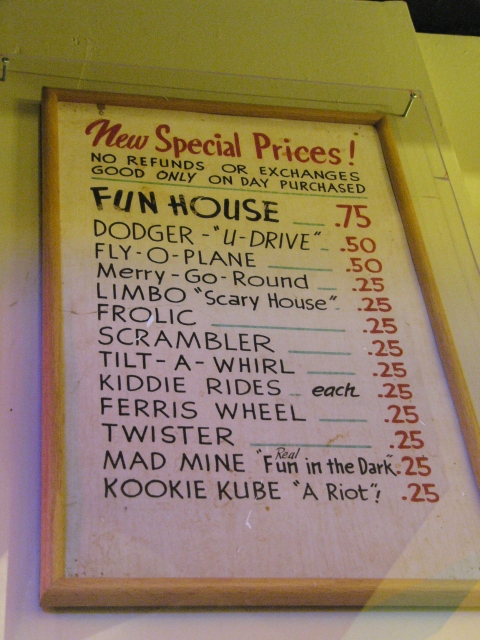 New Special Prices!
NO REFUNDS OR EXCHANGES
GOOD ONLY ON DAY PURCHASED
FUN HOUSE .75
DODGER - "U-DRIVE" .50
FLY-O-PLANE .50
Merry-Go-Round .25
LIMBO "Scary House" .25
FROLIC .25
SCRAMBLER .25
TILT-A-WHIRL .25
KIDDIE RIDES each .25
FERRIS WHEEL .25
TWISTER .25
MAD MINE "Real Fun in the Dark". .25
KOOKIE KUBE "A Riot"! .25